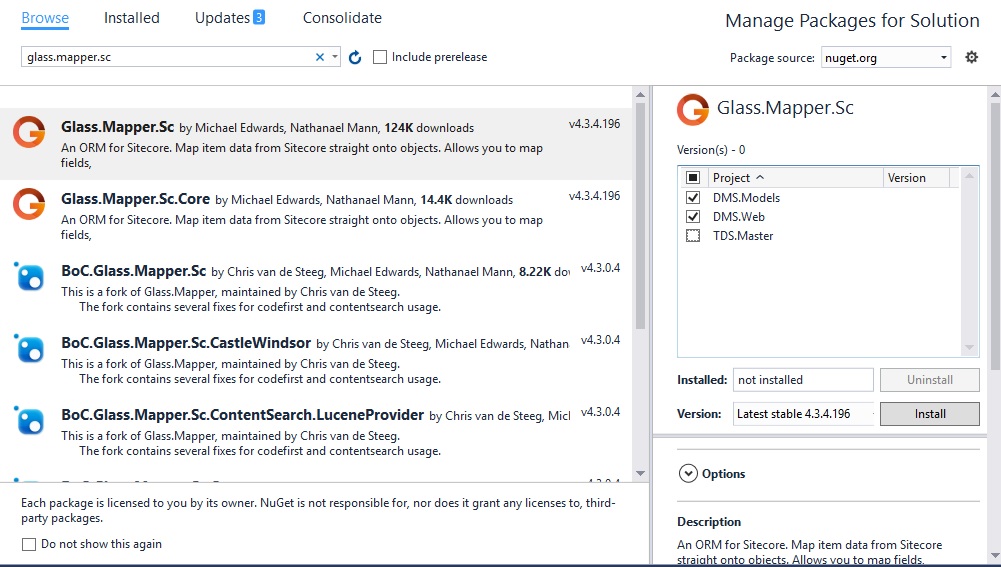 Browse Installed Updates 3 Consolidate
Manage Packages for Solution
glass.mapper.sc
Include prerelease
Package source: nuget.org
Glass.Mapper.Sc by Michael Edwards, Nathanael Mann, 124K downloads v4.3.4.196
An ORM for Sitecore. Map item data from Sitecore straight onto objects. Allows you to map
fields,
Glass.Mapper.Sc.Core by Michael Edwards, Nathanael Mann, 14.4K downloads v4.3.4.196
An ORM for Sitecore. Map item data from Sitecore straight onto objects. Allows you to map
fields,
BoC.Glass.Mapper.Sc by Chris van de Steeg, Michael Edwards, Nathanael Mann, 8.22K dov v4.3.0.4
This is a fork of Glass.Mapper, maintained by Chris van de Steeg.
The fork contains several fixes for codefirst and contentsearch usage.
BoC.Glass.Mapper.Sc.CastleWindsor by Chris van de Steeg, Michael Edwards, Nathan v4.3.0.4
This is a fork of Glass.Mapper, maintained by Chris van de Steeg.
The fork contains several fixes for codefirst and contentsearch usage.
BoC.Glass.Mapper.Sc.ContentSearch.LuceneProvider by Chris van de Steeg, Mic v4.3.0.4
This is a fork of Glass.Mapper, maintained by Chris van de Steeg.
The fork contains several fixes for codefirst and contentsearch usage.
Each package is licensed to you by its owner. NuGet is not responsible for, nor does it grant any licenses to, third-
party packages.
Do not show this again
Glass.Mapper.Sc
Version(s) - 0
Project Version
DMS.Models
DMS.Web
TDS.Master
Installed: not installed Uninstall
Version: Latest stable 4.3.4.196 Install
Options
Description
An ORM for Sitecore. Map item data from Sitecore
straight onto objects. Allows you to map fields,